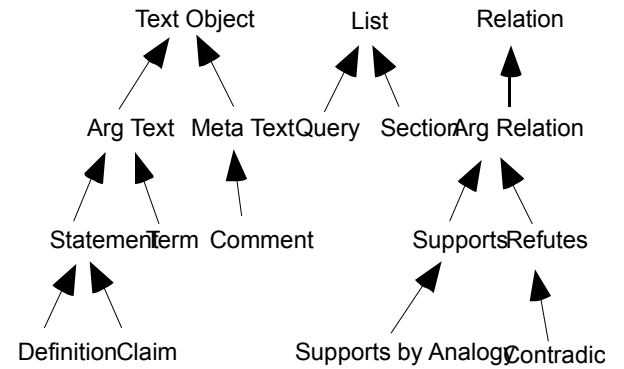 Text Object List Relation
Arg Text Meta Text Query Section Arg Relation
Statement Term Comment Supports Refutes
Definition Claim Supports by Analogy Contradic